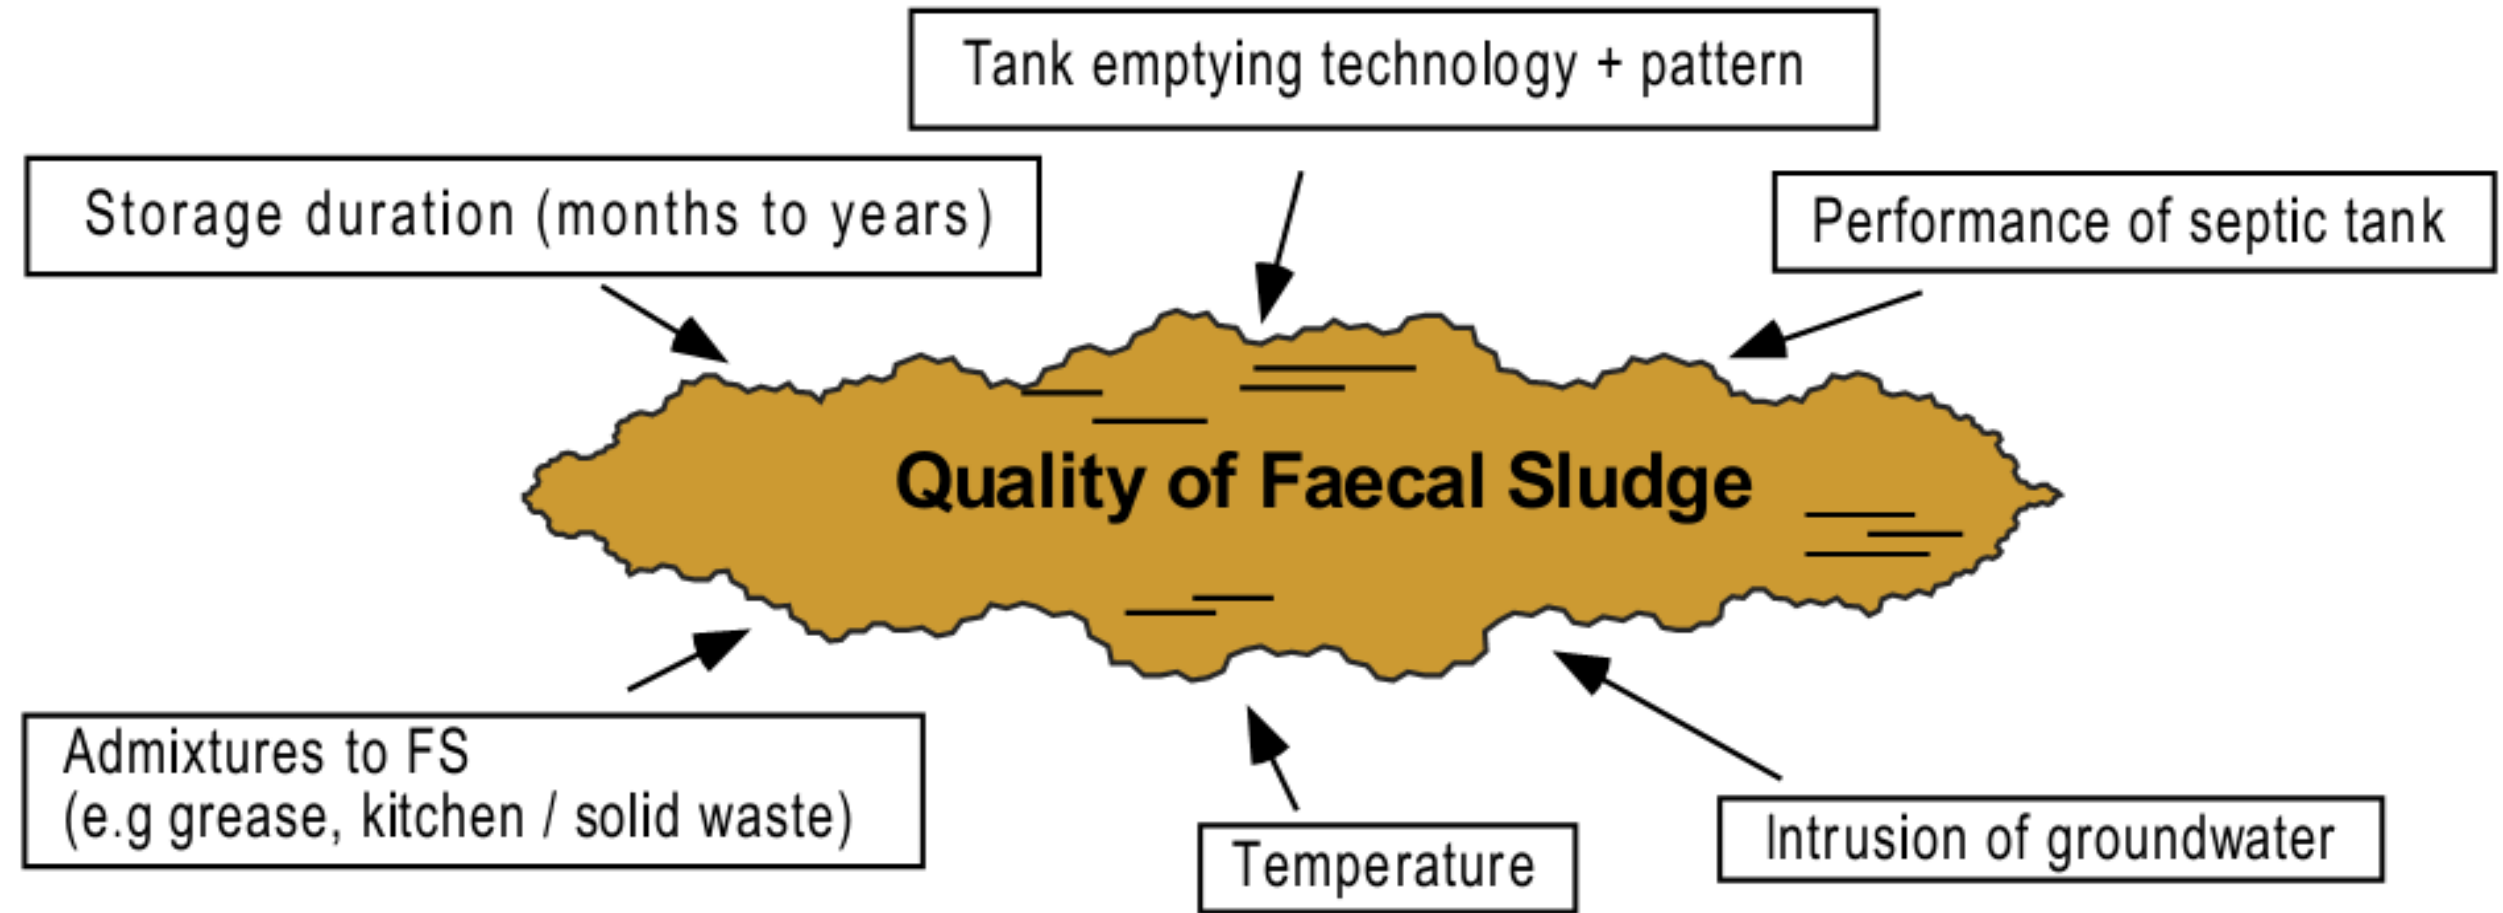 Tank emptying technology + pattern
Storage duration (months to years)
Performance of septic tank
Quality of Faecal Sludge
Admixtures to FS
(e.g grease, kitchen / solid waste)
Temperature
Intrusion of groundwater